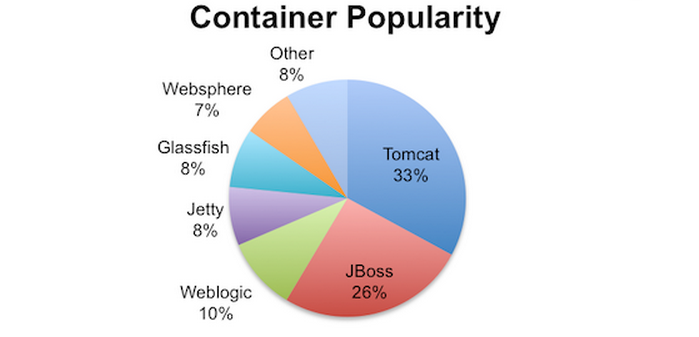 Container Popularity
Other
8%
Websphere
7%
Glassfish
8%
Jetty
8%
Weblogic
10%
Tomcat
33%
JBoss
26%